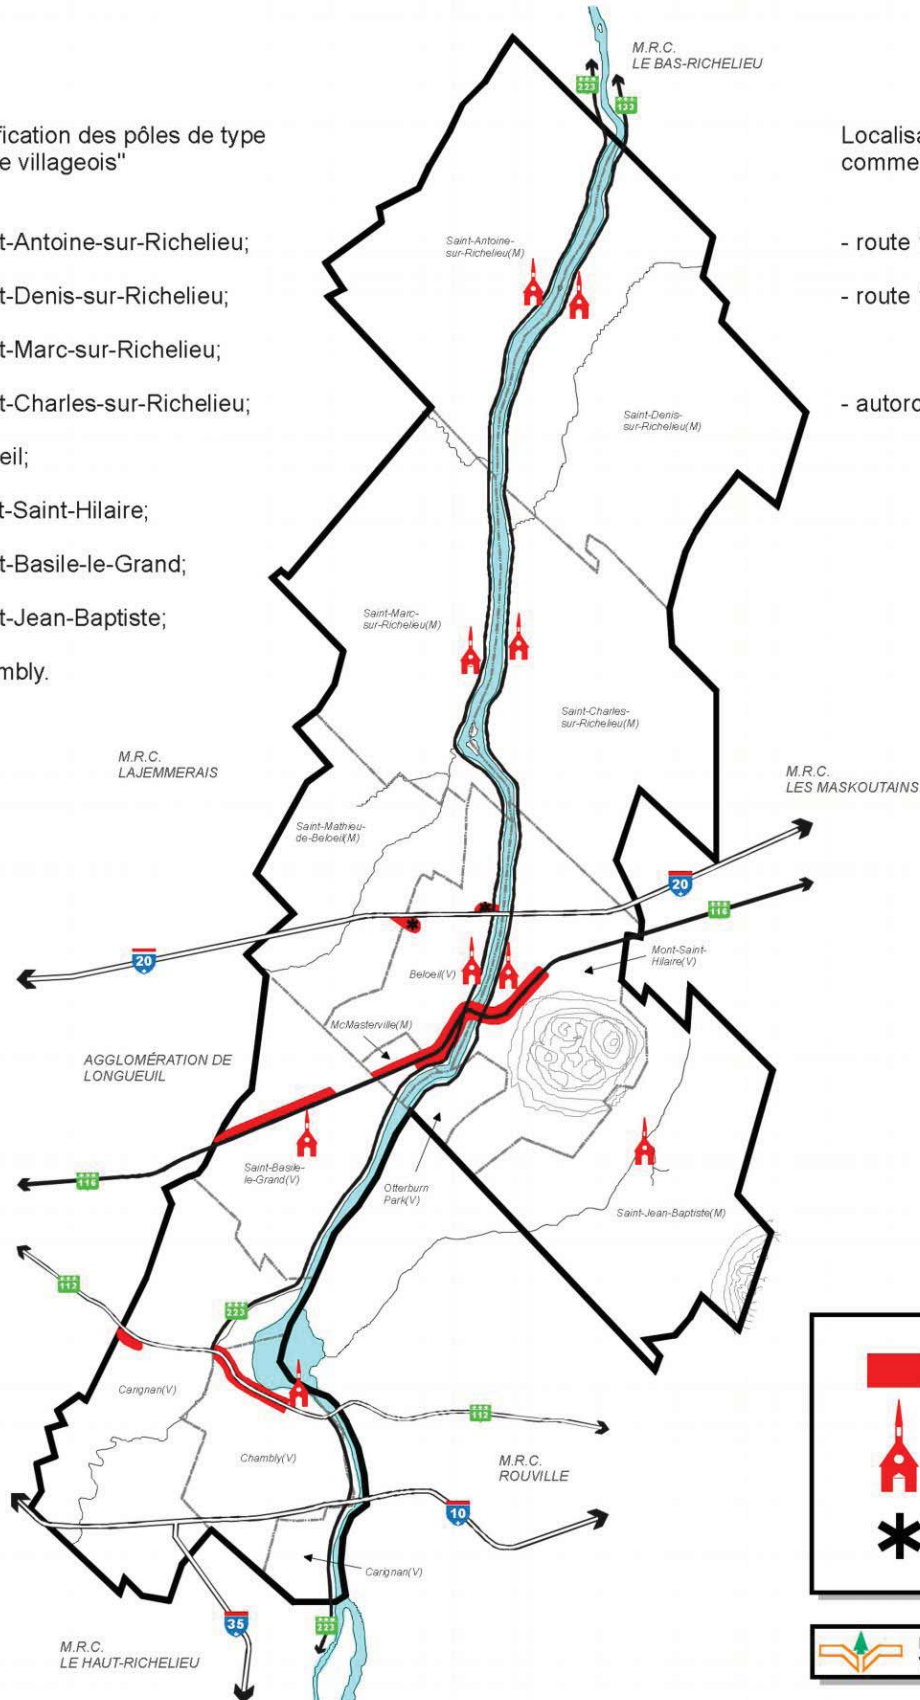 M.R.C.
LE BAS-RICHELIEU
223
133
fication des pôles de type
e villageois"
t-Antoine-sur-Richelieu;
t-Denis-sur-Richelieu;
t-Marc-sur-Richelieu;
t-Charles-sur-Richelieu;
eil;
t-Saint-Hilaire;
t-Basile-le-Grand;
t-Jean-Baptiste;
mbly.
Localisa
comme
- route
- route
- autoro
Saint-Antoine-
sur-Richelieu(M)
Saint-Denis-
sur-Richelieu(M)
Saint-Marc-
sur-Richelieu(M)
Saint-Charles-
sur-Richelieu(M)
M.R.C.
LAJEMMERAIS
M.R.C.
LES MASKOUTAINS
Saint-Mathieu-
de-Beloeil(M)
20
116
20
Beloeil(V)
Mont-Saint-
Hilaire(V)
McMasterville(M)
AGGLOMÉRATION DE
LONGUEUIL
116
Saint-Basile-
le-Grand(V)
Otterburn
Park(V)
Saint-Jean-Baptiste(M)
112
223
Carignan(V)
112
Chambly(V)
M.R.C.
ROUVILLE
10
Carignan(V)
35
223
M.R.C.
LE HAUT-RICHELIEU